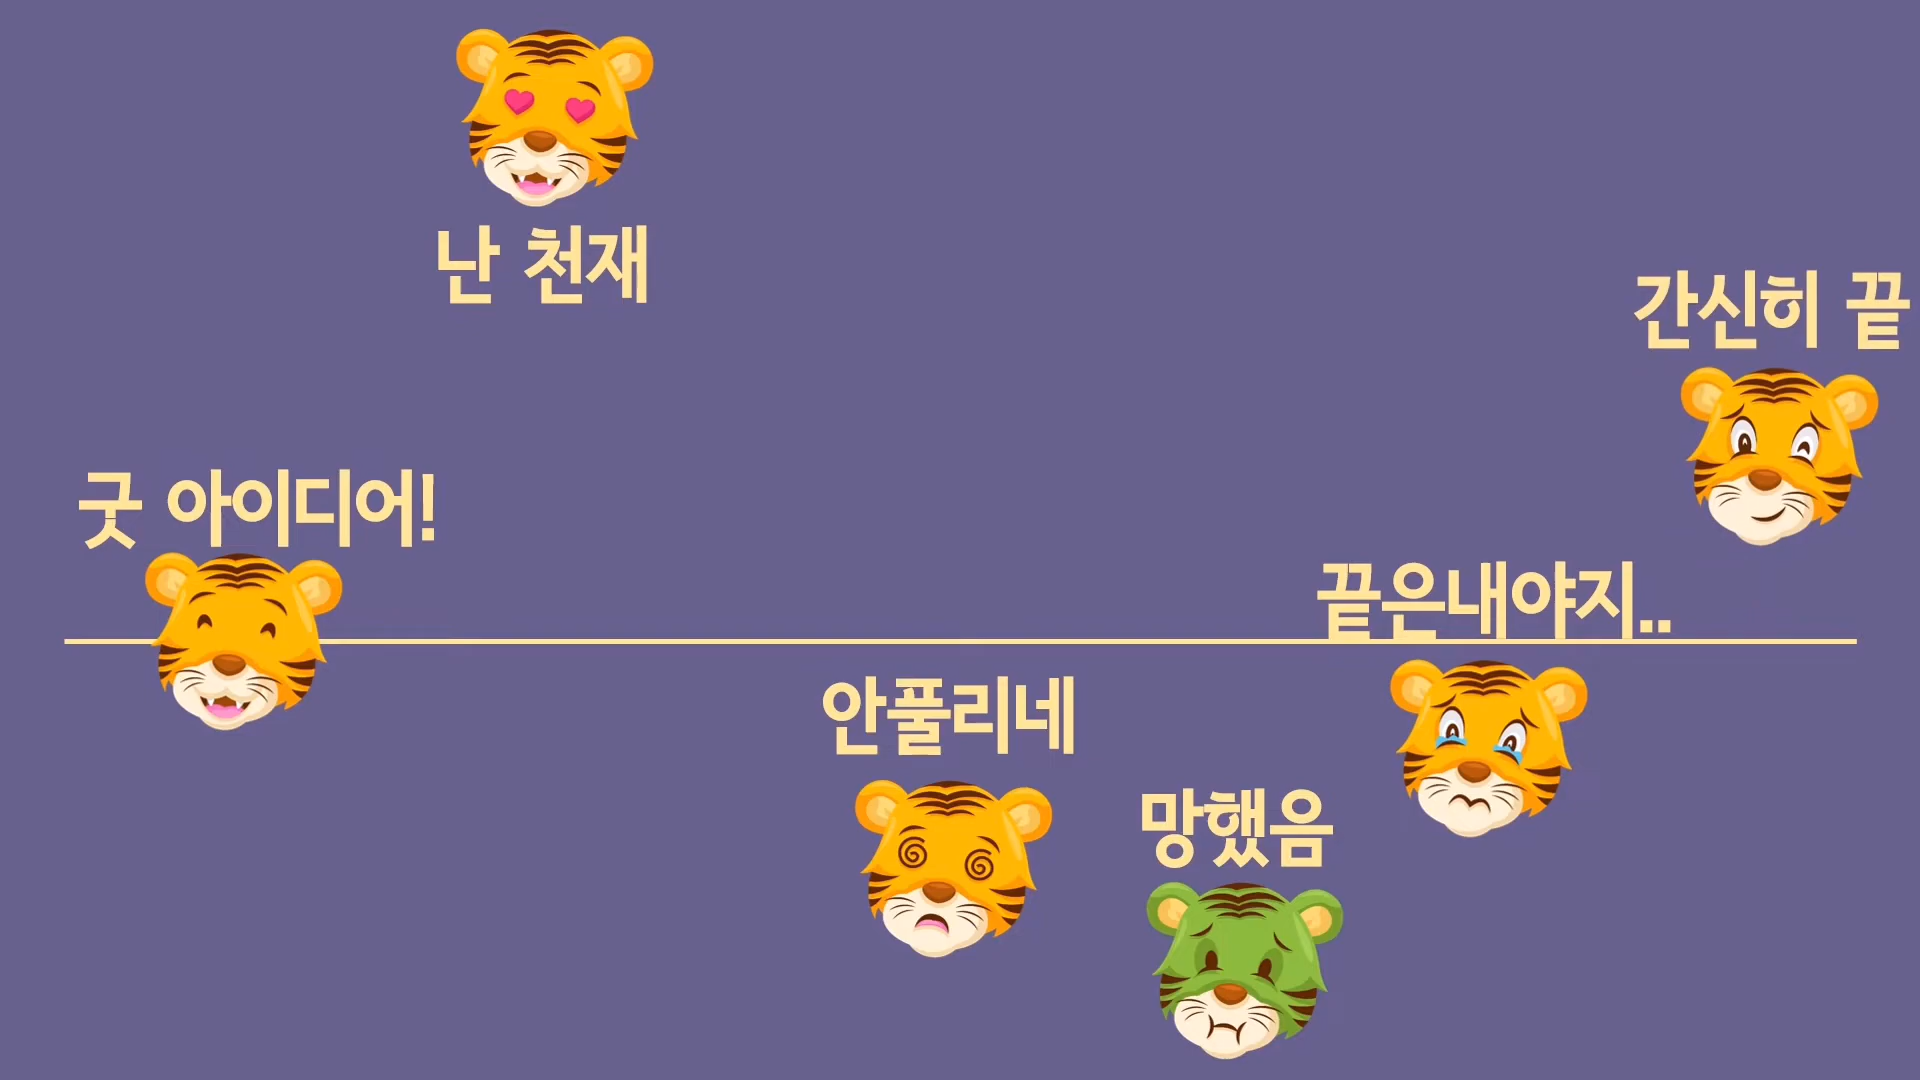 난 천재
간신히 끝
굿 아이디어!
끝은내야지..
안풀리네
망했음